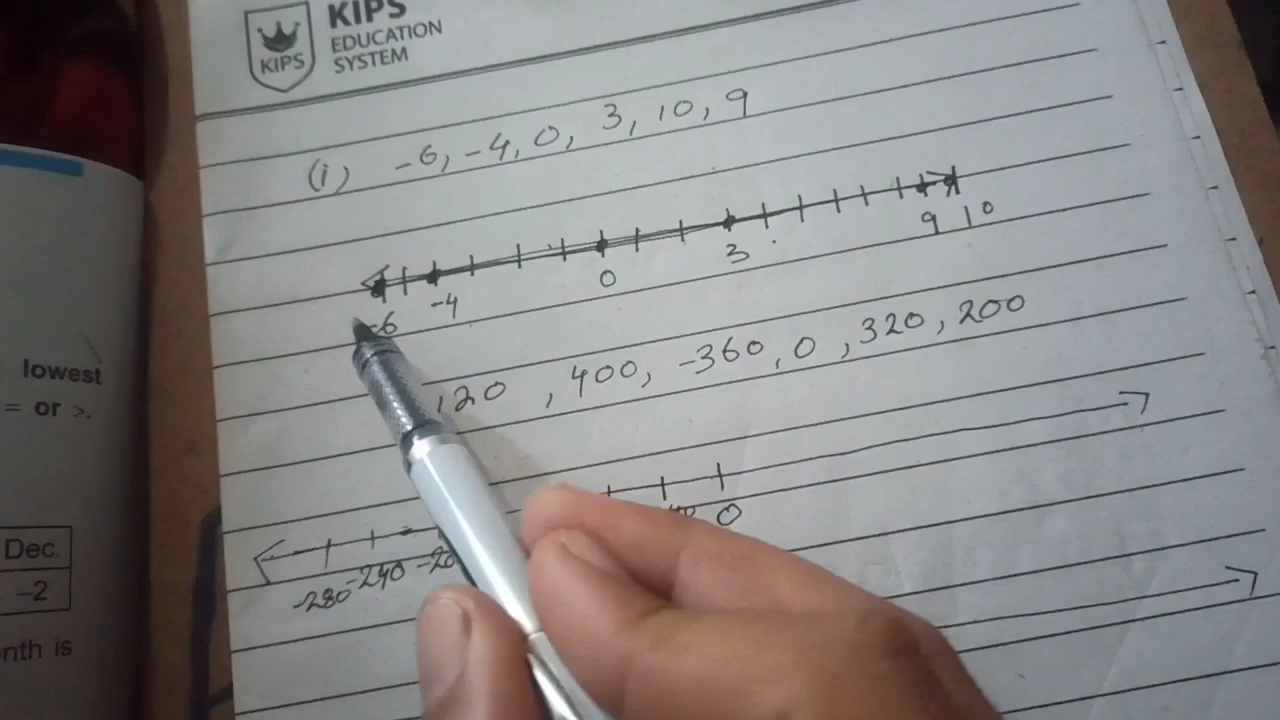 KIPS
EDUCATION
SYSTEM
KIPS
(i) -6, -4, 0, 3, 10, 9
-6 -4 0 3 9 10
120 , 400, -360, 0, 320, 200
-280 -240 -20 0
lowest
= or >.
Dec.
-2
nth is